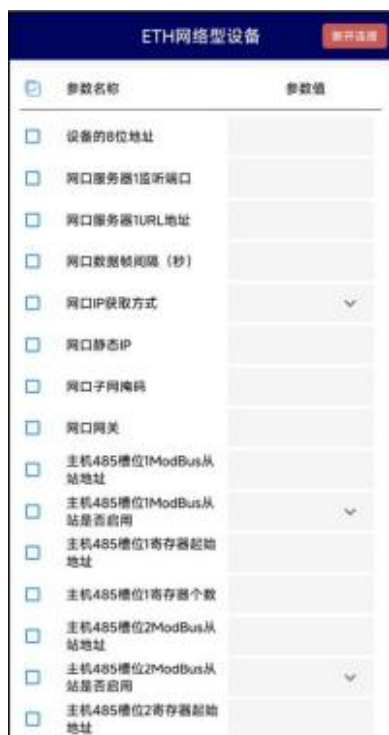 ETH网络型设备
断开连接
参数名称
参数值
设备的8位地址
网口服务器1监听端口
网口服务器1URL地址
网口数据帧间隔（秒）
网口IP获取方式
网口静态IP
网口子网掩码
网口网关
主机485槽位1ModBus从
站地址
主机485槽位1ModBus从
站是否启用
主机485槽位1寄存器起始
地址
主机485槽位1寄存器个数
主机485槽位2ModBus从
站地址
主机485槽位2ModBus从
站是否启用
主机485槽位2寄存器起始
地址